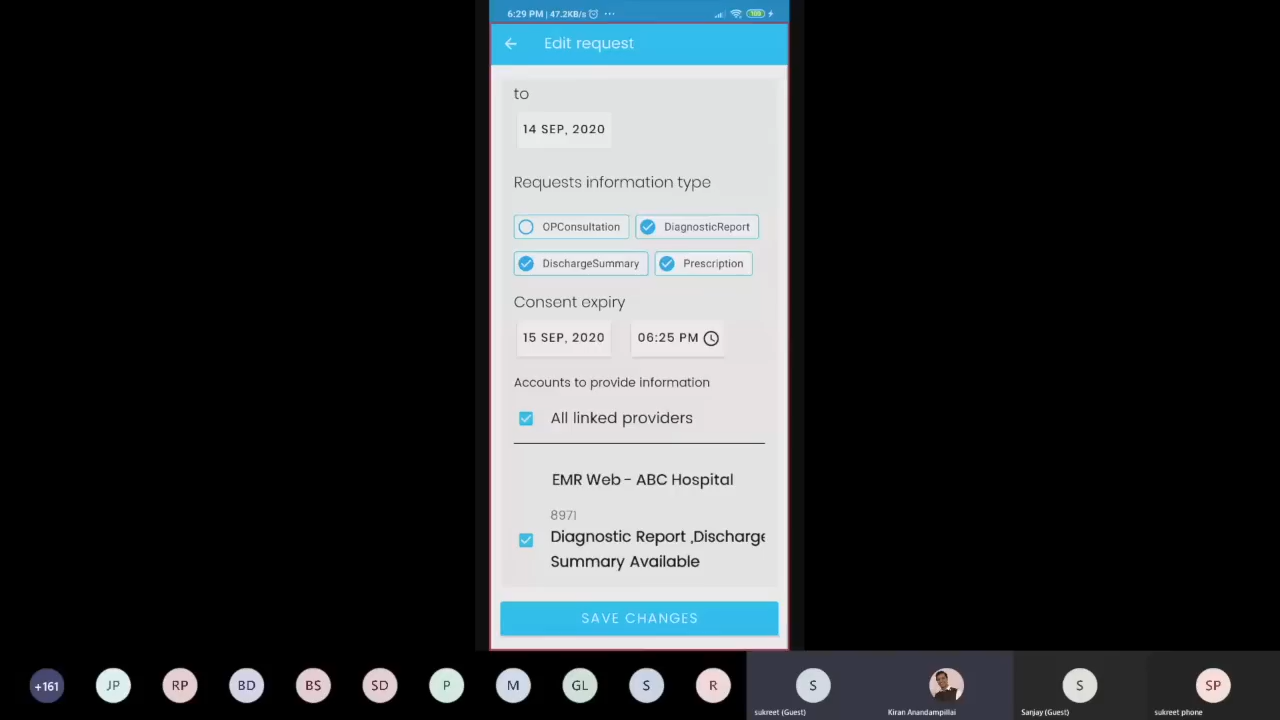 6:29 PM | 47.2KB/s ...
100
Edit request
to
14 SEP, 2020
Requests information type
OPConsultation
DiagnosticReport
DischargeSummary
Prescription
Consent expiry
15 SEP, 2020
06:25 PM
Accounts to provide information
All linked providers
EMR Web - ABC Hospital
8971
Diagnostic Report ,Discharge
Summary Available
SAVE CHANGES
+161 JP RP BD BS SD P M GL S R S S SP
sukreet (Guest) Kiran Anandampillai Sanjay (Guest) sukreet phone